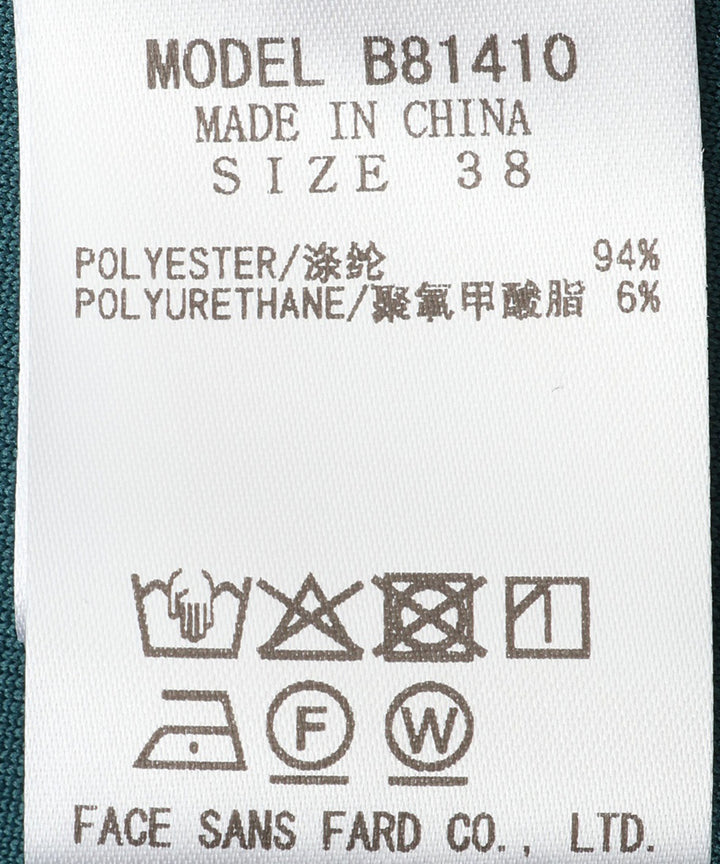 MODEL B81410
MADE IN CHINA
SIZE 38
POLYESTER/涤纶 94%
POLYURETHANE/聚氰甲酸脂 6%
F W
FACE SANS FARD CO., LTD.